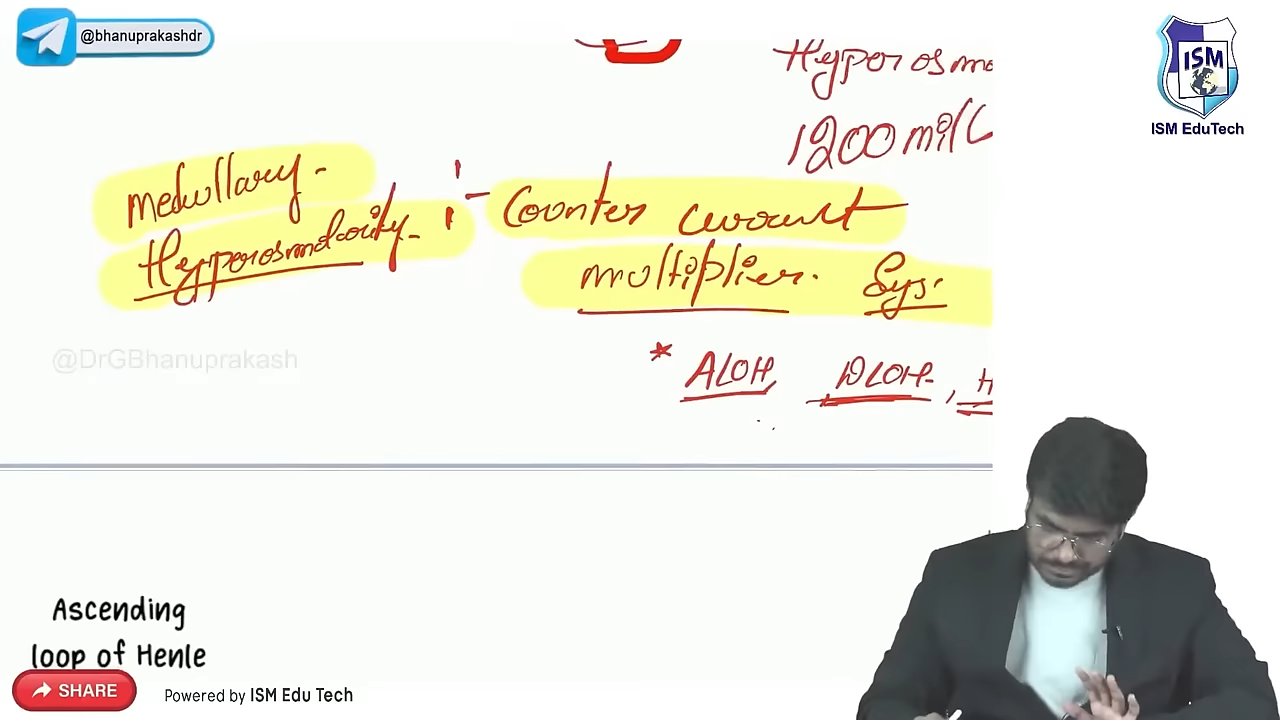 @bhanuprakashdr
ISM
ISM EduTech
Hyperosmo
1200 mi/L
medullary -
Hyperosmolarity - :- Counter current
multiplier. Sys.
@DrGBhanuprakash
* ALOH, DLOH- , H
Ascending
loop of Henle
SHARE
Powered by ISM Edu Tech